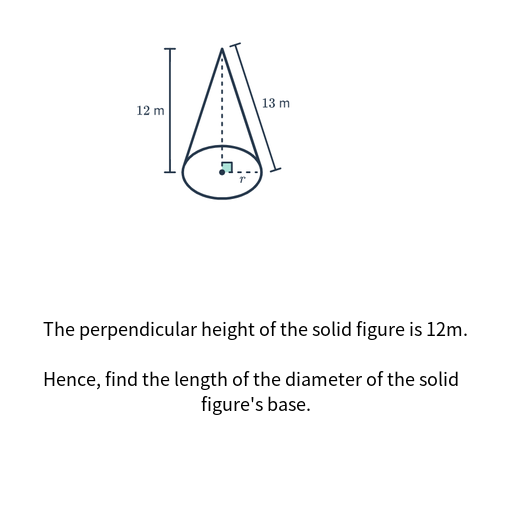 12 m
13 m
r
The perpendicular height of the solid figure is 12m.
Hence, find the length of the diameter of the solid
figure's base.